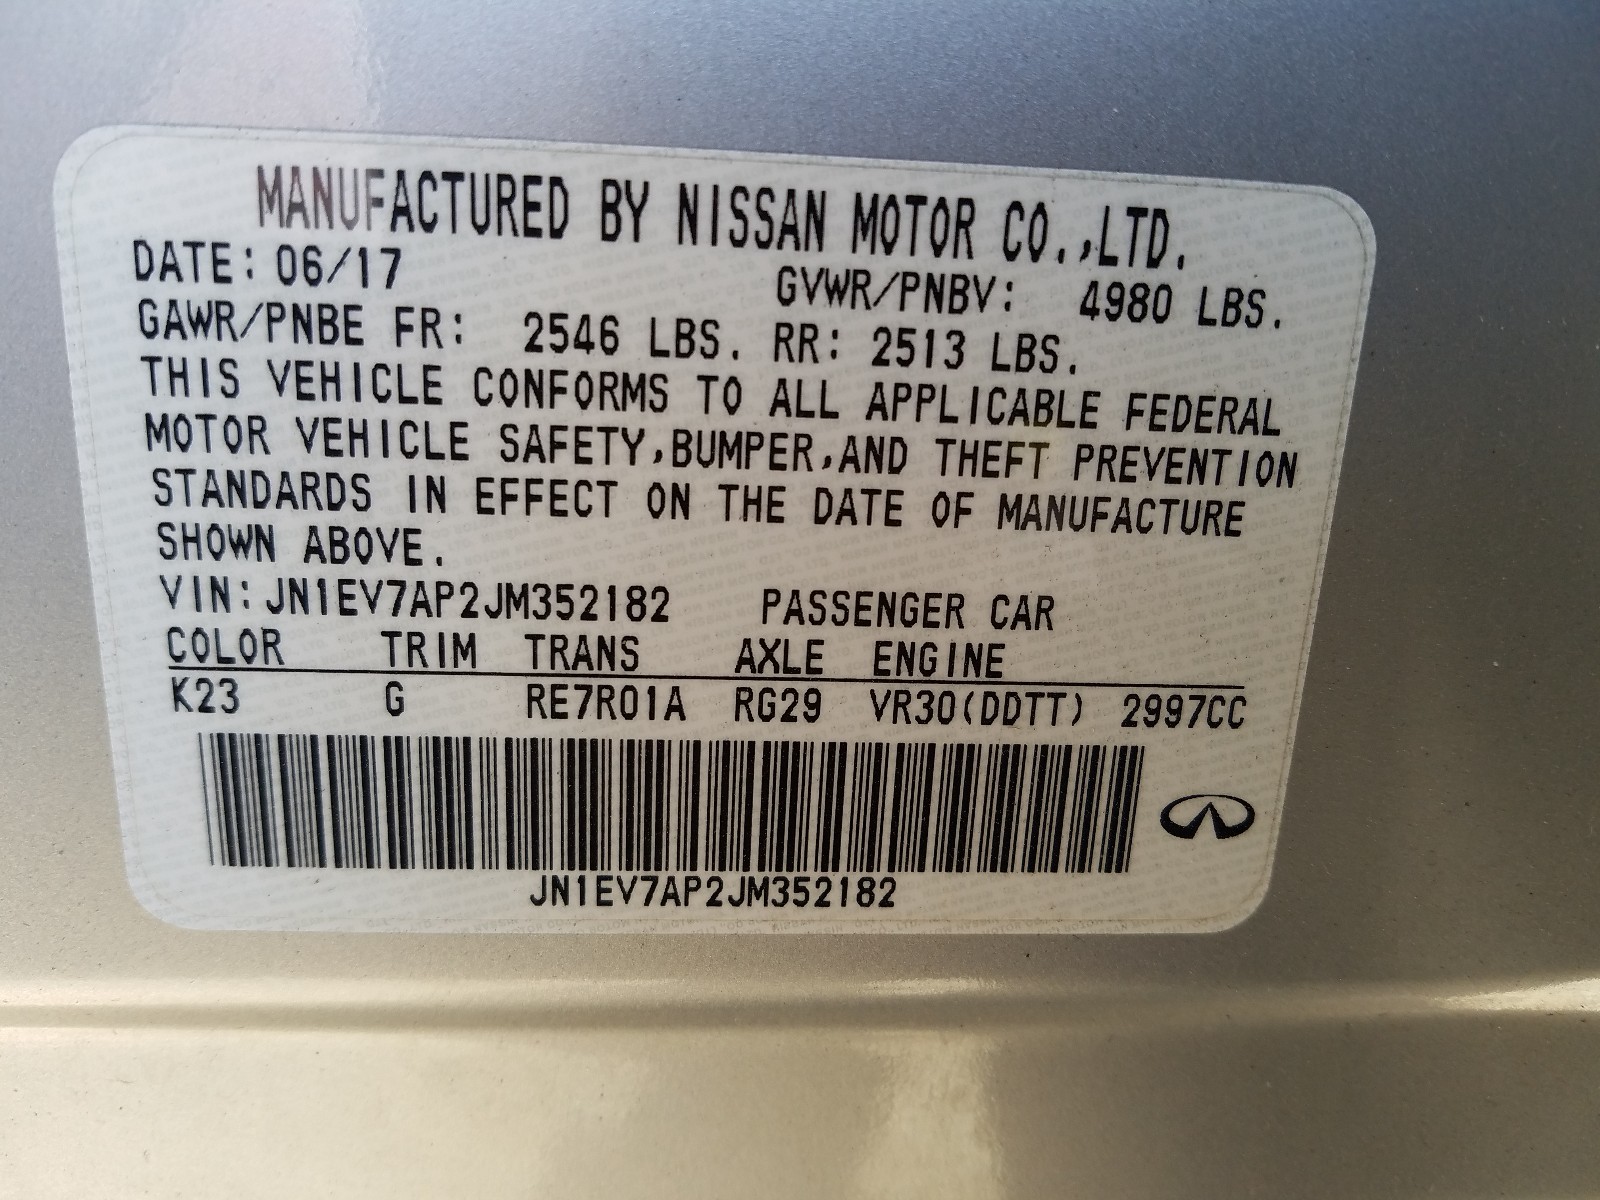 MANUFACTURED BY NISSAN MOTOR CO.,LTD.
DATE: 06/17 GVWR/PNBV: 4980 LBS.
GAWR/PNBE FR: 2546 LBS. RR: 2513 LBS.
THIS VEHICLE CONFORMS TO ALL APPLICABLE FEDERAL
MOTOR VEHICLE SAFETY,BUMPER,AND THEFT PREVENTION
STANDARDS IN EFFECT ON THE DATE OF MANUFACTURE
SHOWN ABOVE.
VIN:JN1EV7AP2JM352182 PASSENGER CAR
COLOR TRIM TRANS AXLE ENGINE
K23 G RE7R01A RG29 VR30(DDTT) 2997CC
JN1EV7AP2JM352182